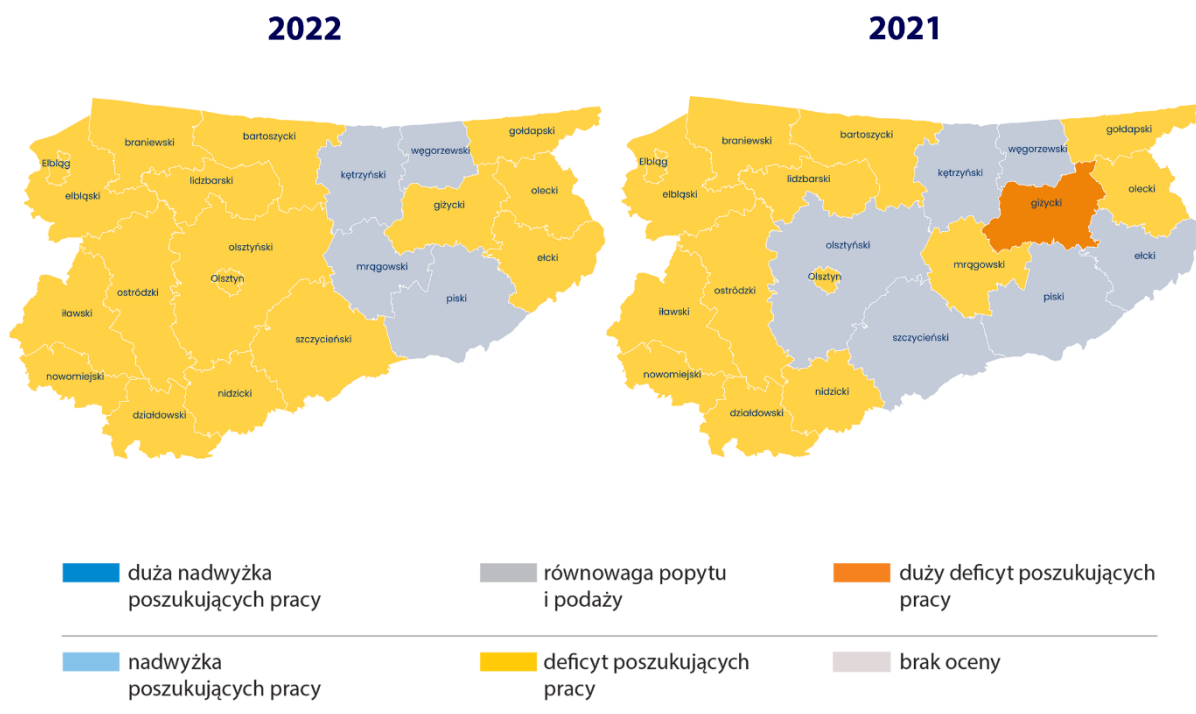 2022
2021
braniewski
bartoszycki
gołdapski
Elbląg
węgorzewski
kętrzyński
lidzbarski
elbląski
olecki
giżycki
olsztyński
ełcki
mrągowski
Olsztyn
ostródzki
piski
iławski
szczycieński
nowomiejski
nidzicki
działdowski
braniewski
bartoszycki
gołdapski
węgorzewski
Elbląg
kętrzyński
lidzbarski
olecki
elbląski
giżycki
olsztyński
ełcki
mrągowski
Olsztyn
ostródzki
piski
iławski
szczycieński
nowomiejski
nidzicki
działdowski
duża nadwyżka
poszukujących pracy
równowaga popytu
i podaży
duży deficyt poszukujących
pracy
nadwyżka
poszukujących pracy
deficyt poszukujących
pracy
brak oceny